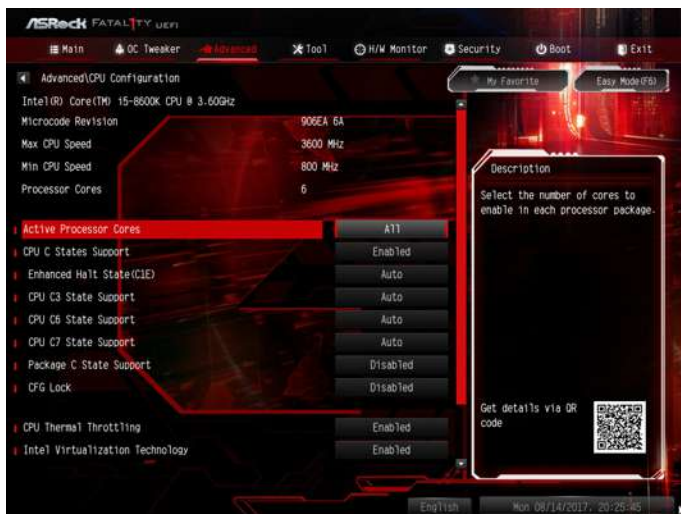 ASRock FATAL1TY UEFI
Main OC Tweaker Advanced Tool H/W Monitor Security Boot Exit
Advanced\CPU Configuration
My Favorite Easy Mode(F6)
Intel(R) Core(TM) i5-8600K CPU @ 3.60GHz
Microcode Revision 906EA 6A
Max CPU Speed 3600 MHz
Min CPU Speed 800 MHz
Processor Cores 6
Active Processor Cores All
CPU C States Support Enabled
Enhanced Halt State(C1E) Auto
CPU C3 State Support Auto
CPU C6 State Support Auto
CPU C7 State Support Auto
Package C State Support Disabled
CFG Lock Disabled
CPU Thermal Throttling Enabled
Intel Virtualization Technology Enabled
Description
Select the number of cores to
enable in each processor package.
Get details via QR
code
English Mon 08/14/2017. 20:25:45